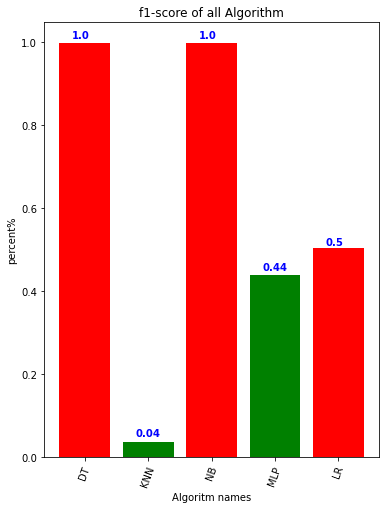 f1-score of all Algorithm
1.0
1.0
1.0
0.8
0.6
0.5
0.44
0.4
0.2
0.04
0.0
percent%
DT
KNN
NB
MLP
LR
Algoritm names